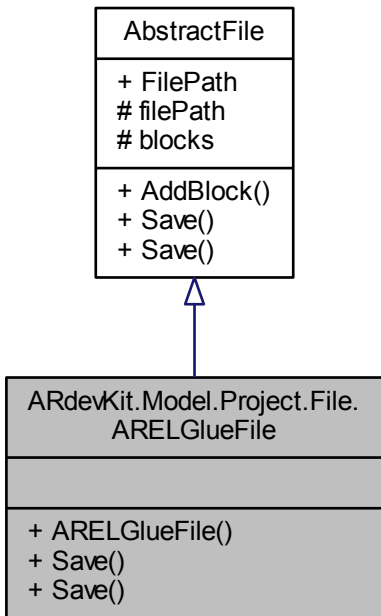 AbstractFile
+ FilePath
# filePath
# blocks
+ AddBlock()
+ Save()
+ Save()
ARdevKit.Model.Project.File.
ARELGlueFile
+ ARELGlueFile()
+ Save()
+ Save()